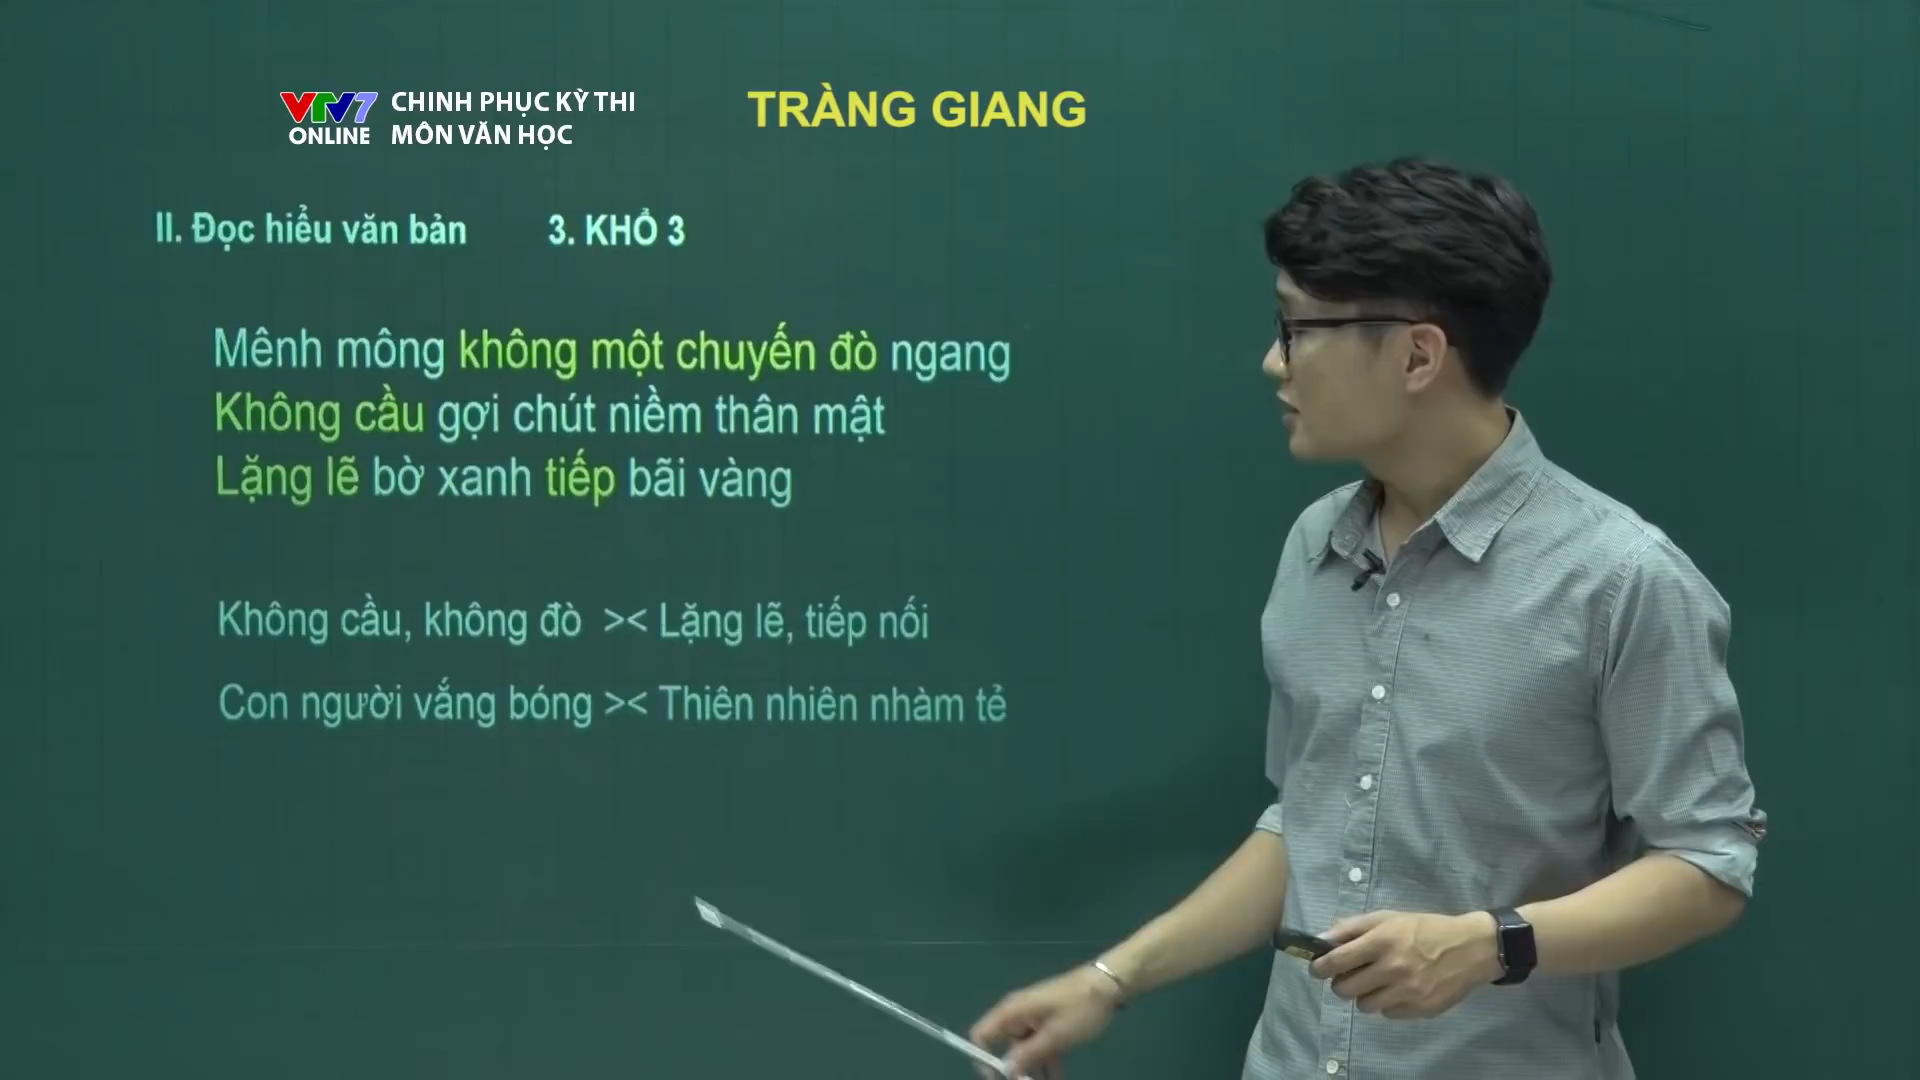 VTV7
ONLINE
CHINH PHỤC KỲ THI
MÔN VĂN HỌC
TRÀNG GIANG
II. Đọc hiểu văn bản
3. KHỔ 3
Mênh mông không một chuyến đò ngang
Không cầu gợi chút niềm thân mật
Lặng lẽ bờ xanh tiếp bãi vàng
Không cầu, không đò >< Lặng lẽ, tiếp nối
Con người vắng bóng >< Thiên nhiên nhàm tẻ